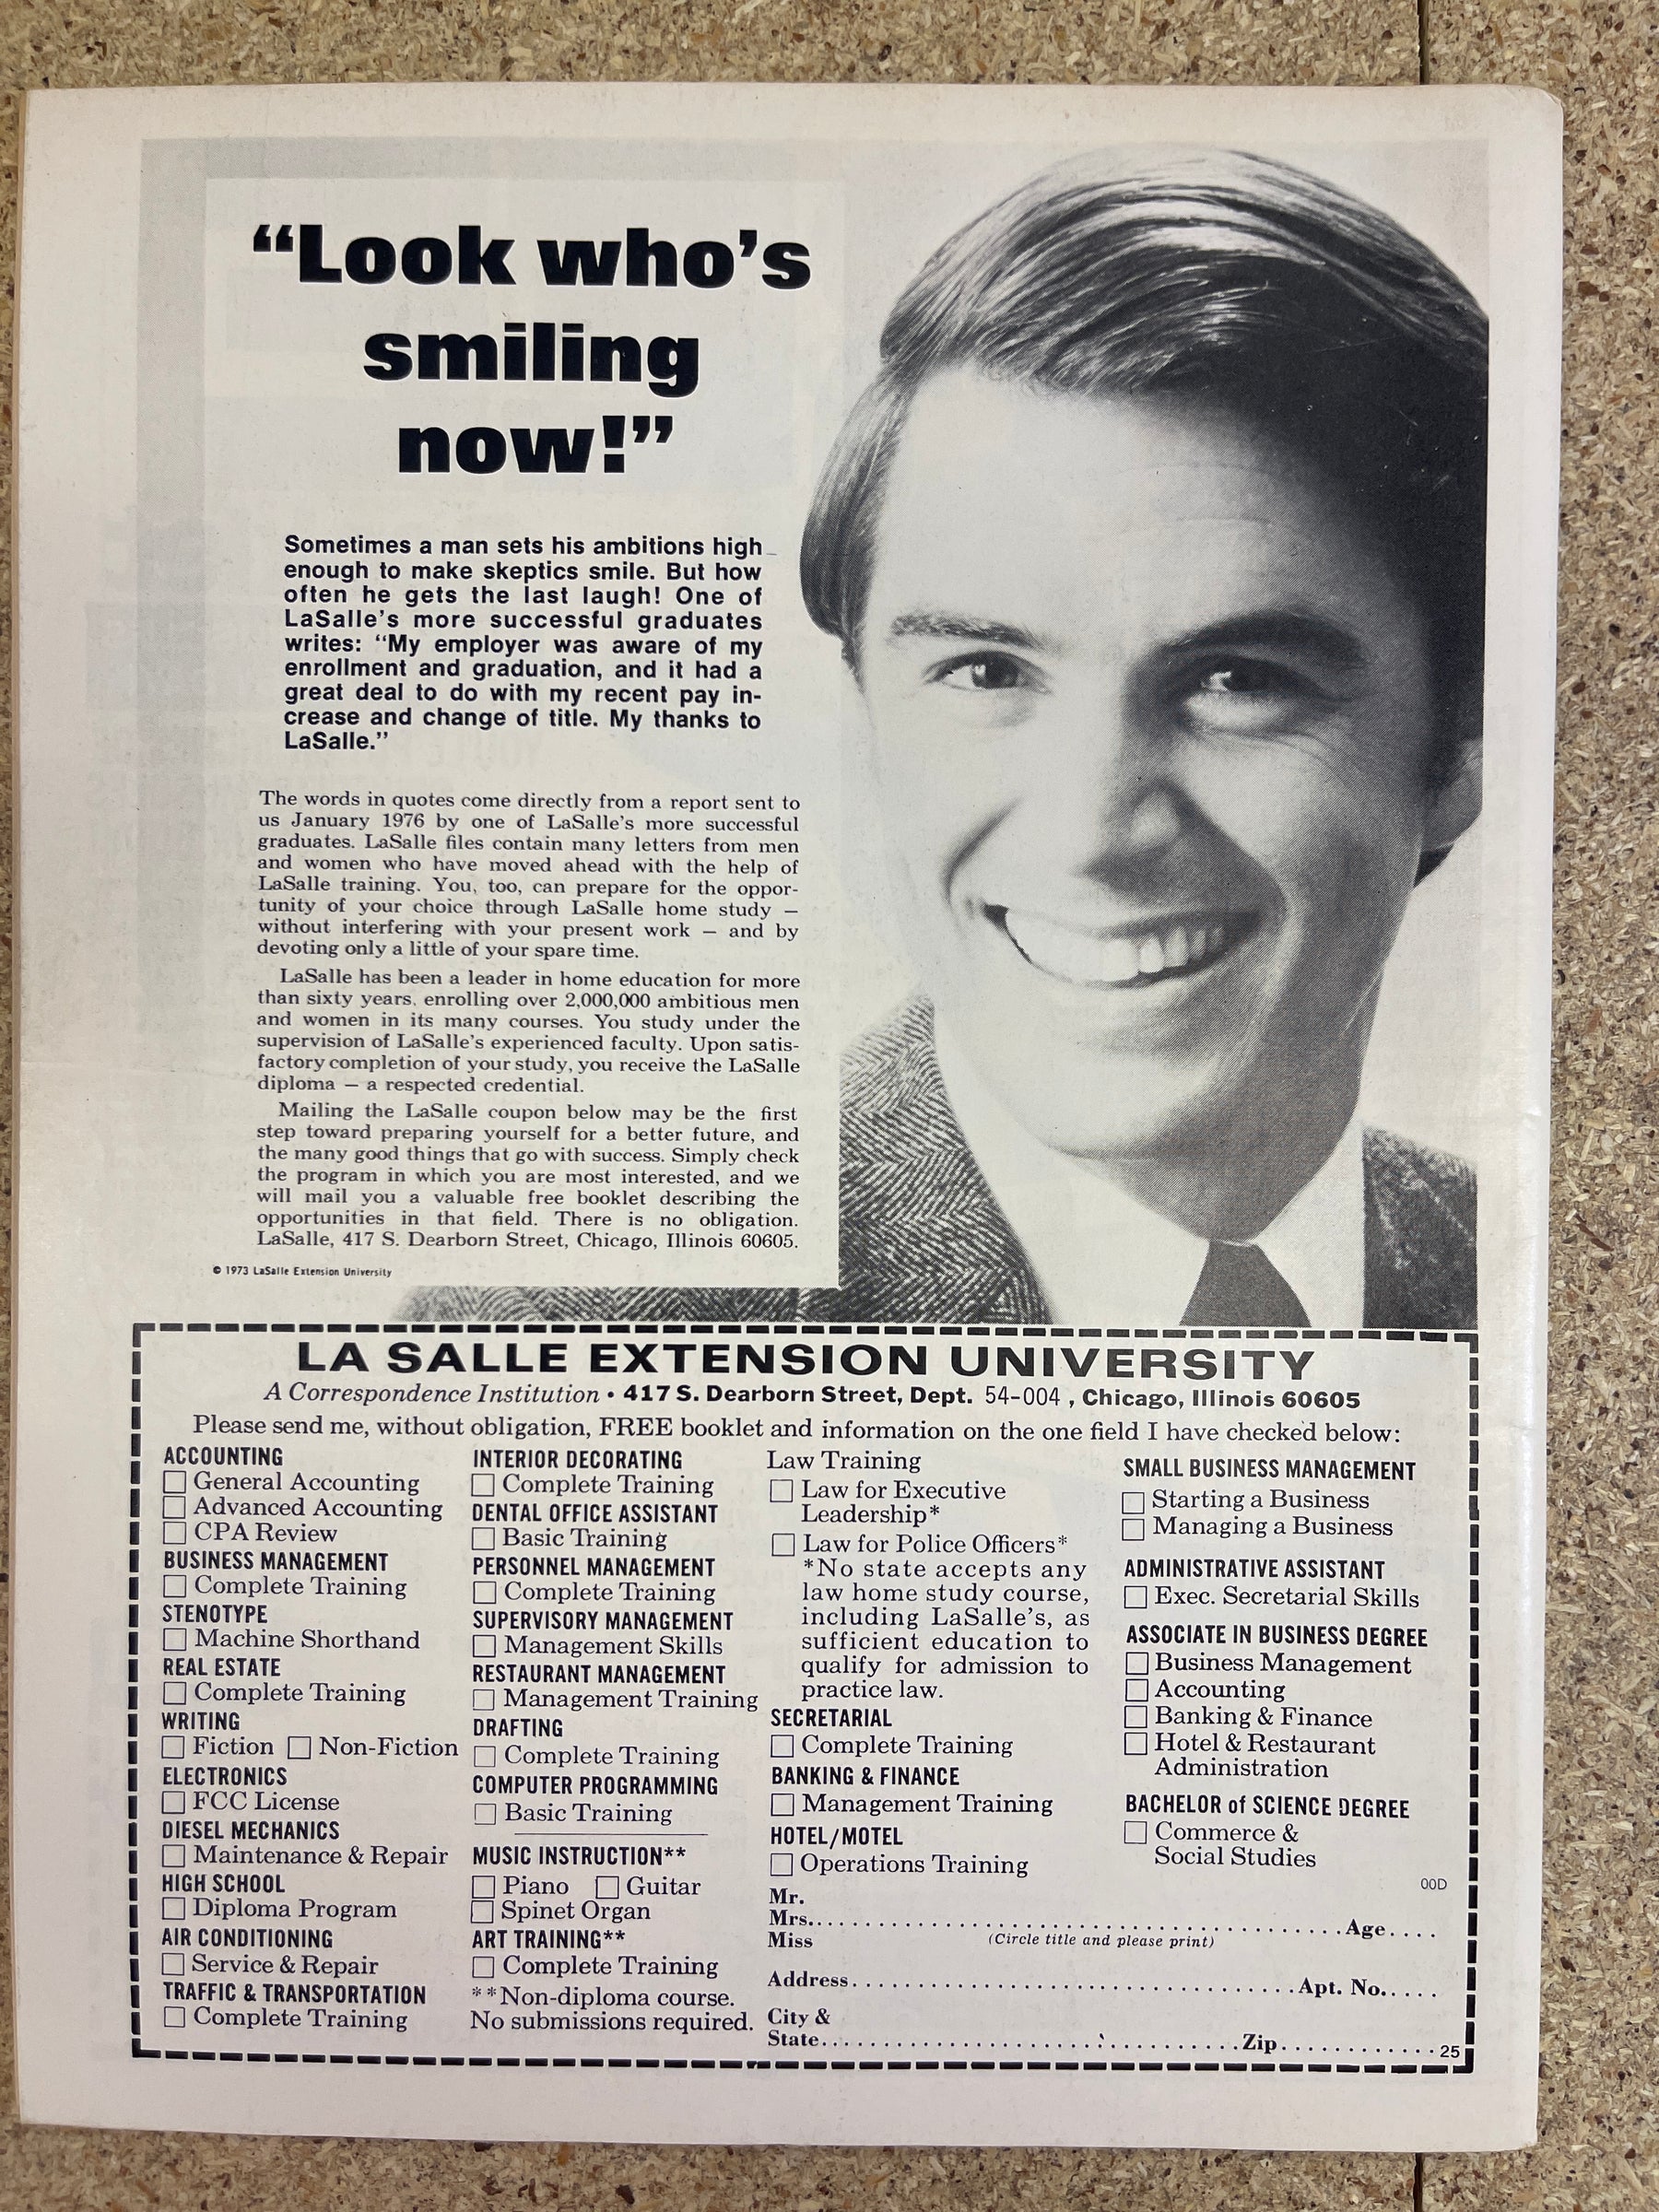 “Look who’s
smiling
now!”
Sometimes a man sets his ambitions high
enough to make skeptics smile. But how
often he gets the last laugh! One of
LaSalle’s more successful graduates
writes: “My employer was aware of my
enrollment and graduation, and it had a
great deal to do with my recent pay in-
crease and change of title. My thanks to
LaSalle.”
The words in quotes come directly from a report sent to
us January 1976 by one of LaSalle’s more successful
graduates. LaSalle files contain many letters from men
and women who have moved ahead with the help of
LaSalle training. You, too, can prepare for the oppor-
tunity of your choice through LaSalle home study —
without interfering with your present work — and by
devoting only a little of your spare time.
LaSalle has been a leader in home education for more
than sixty years, enrolling over 2,000,000 ambitious men
and women in its many courses. You study under the
supervision of LaSalle’s experienced faculty. Upon satis-
factory completion of your study, you receive the LaSalle
diploma — a respected credential.
Mailing the LaSalle coupon below may be the first
step toward preparing yourself for a better future, and
the many good things that go with success. Simply check
the program in which you are most interested, and we
will mail you a valuable free booklet describing the
opportunities in that field. There is no obligation.
LaSalle, 417 S. Dearborn Street, Chicago, Illinois 60605.
© 1973 LaSalle Extension University
LA SALLE EXTENSION UNIVERSITY
A Correspondence Institution • 417 S. Dearborn Street, Dept. 54-004 , Chicago, Illinois 60605
Please send me, without obligation, FREE booklet and information on the one field I have checked below:
ACCOUNTING
General Accounting
Advanced Accounting
CPA Review
BUSINESS MANAGEMENT
Complete Training
STENOTYPE
Machine Shorthand
REAL ESTATE
Complete Training
WRITING
Fiction Non-Fiction
ELECTRONICS
FCC License
DIESEL MECHANICS
Maintenance & Repair
HIGH SCHOOL
Diploma Program
AIR CONDITIONING
Service & Repair
TRAFFIC & TRANSPORTATION
Complete Training
INTERIOR DECORATING
Complete Training
DENTAL OFFICE ASSISTANT
Basic Training
PERSONNEL MANAGEMENT
Complete Training
SUPERVISORY MANAGEMENT
Management Skills
RESTAURANT MANAGEMENT
Management Training
DRAFTING
Complete Training
COMPUTER PROGRAMMING
Basic Training
MUSIC INSTRUCTION**
Piano Guitar
Spinet Organ
ART TRAINING**
Complete Training
**Non-diploma course.
No submissions required.
Law Training
Law for Executive
Leadership*
Law for Police Officers*
*No state accepts any
law home study course,
including LaSalle’s, as
sufficient education to
qualify for admission to
practice law.
SECRETARIAL
Complete Training
BANKING & FINANCE
Management Training
HOTEL/MOTEL
Operations Training
SMALL BUSINESS MANAGEMENT
Starting a Business
Managing a Business
ADMINISTRATIVE ASSISTANT
Exec. Secretarial Skills
ASSOCIATE IN BUSINESS DEGREE
Business Management
Accounting
Banking & Finance
Hotel & Restaurant
Administration
BACHELOR of SCIENCE DEGREE
Commerce &
Social Studies
00D
Mr.
Mrs. Age
Miss (Circle title and please print)
Address Apt. No.
City &
State Zip 25